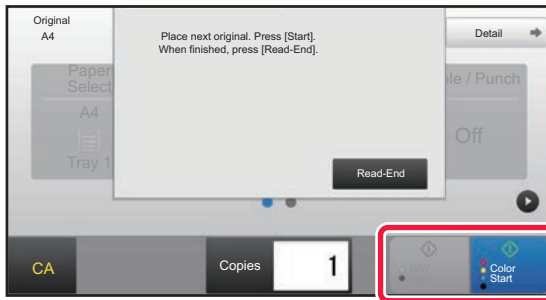 Original
A4
Place next original. Press [Start].
When finished, press [Read-End].
Detail
Paper
Select
A4
Tray 1
ple / Punch
Off
Read-End
CA
Copies
1
B/W
Color
Start